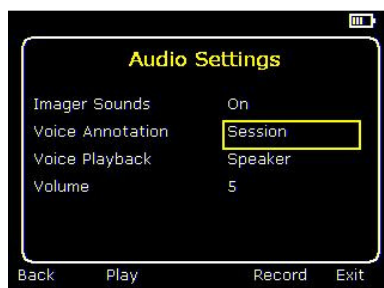 Audio Settings
Imager Sounds On
Voice Annotation Session
Voice Playback Speaker
Volume 5
Back Play Record Exit